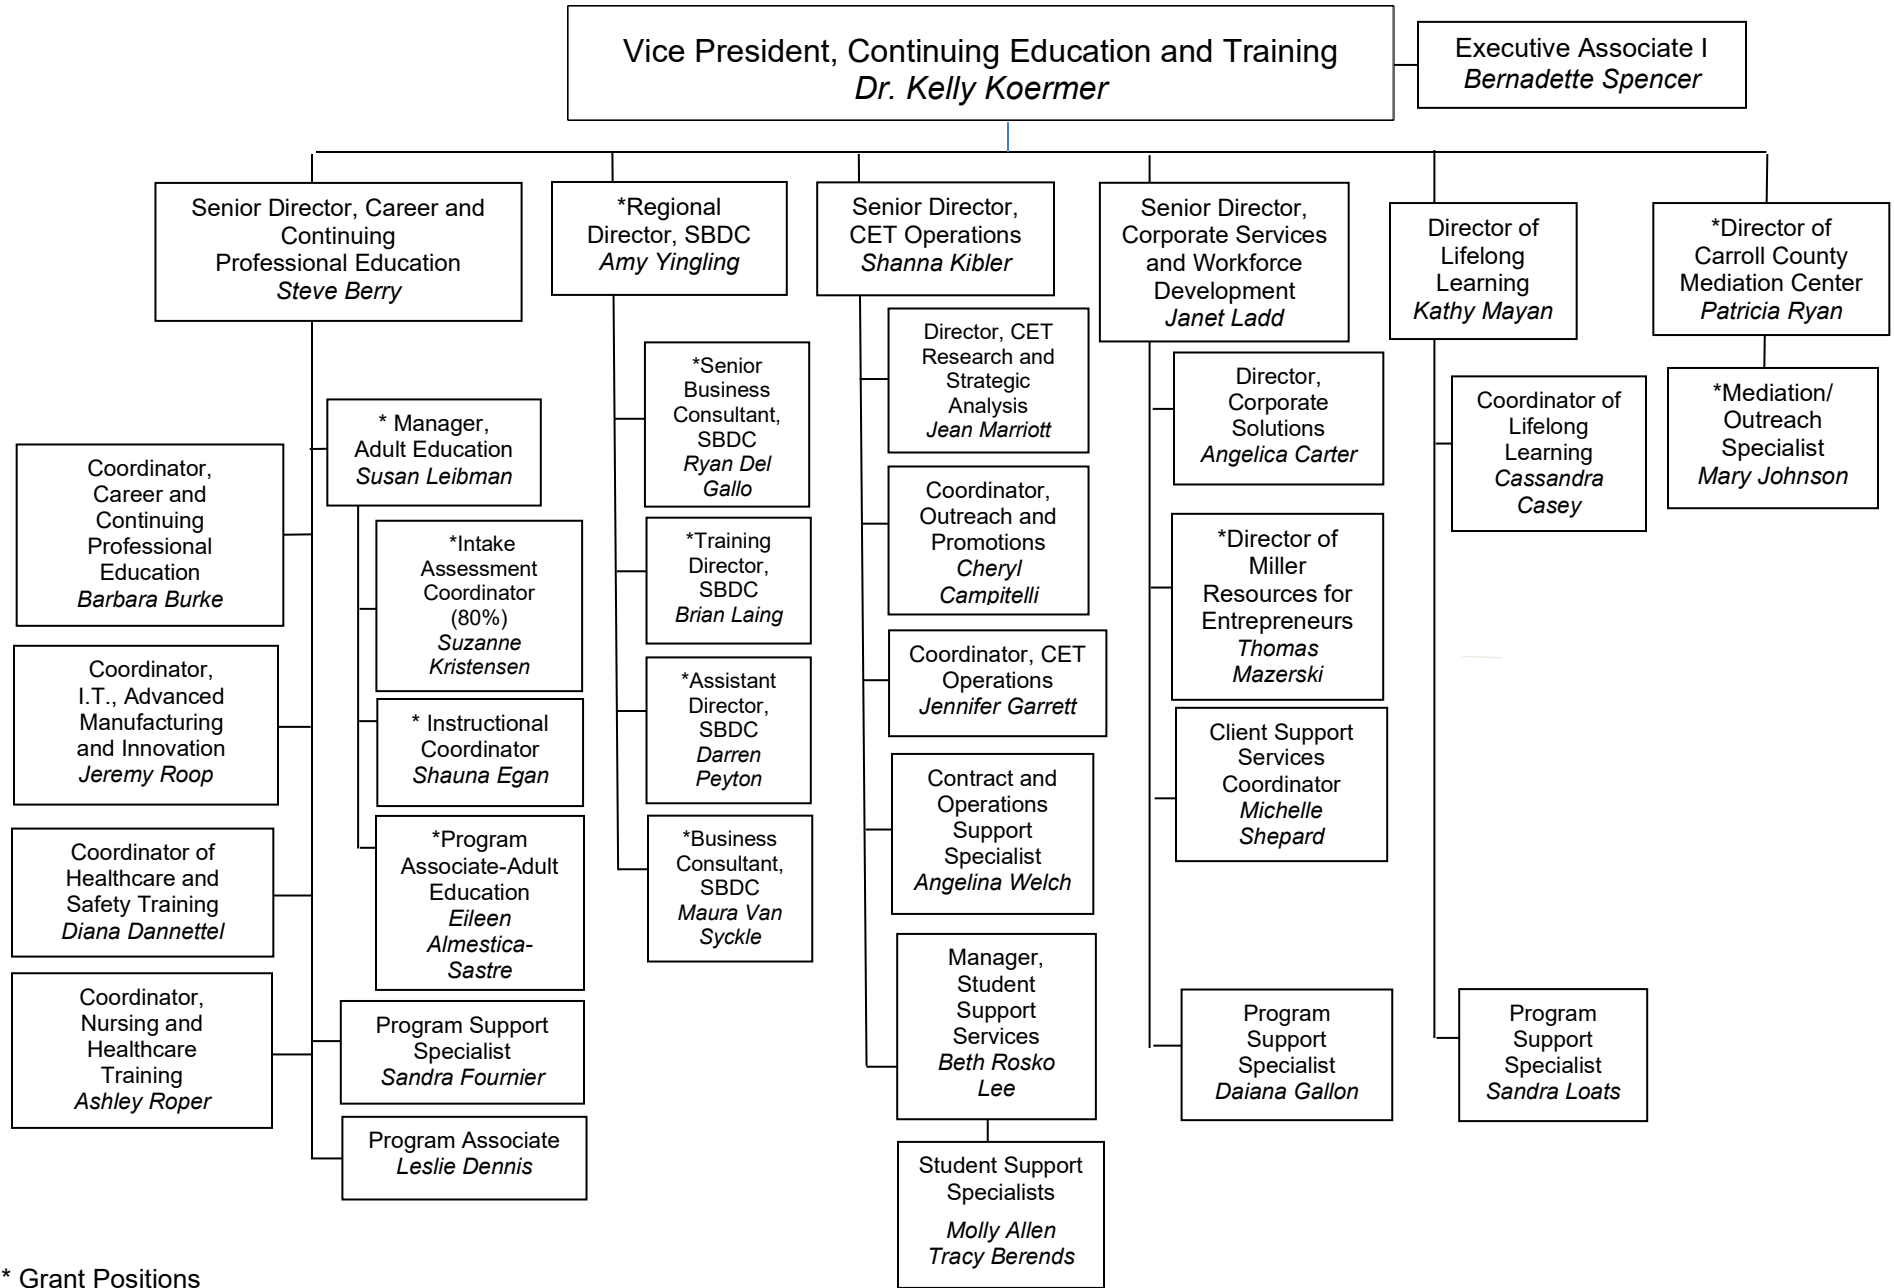 Vice President, Continuing Education and Training
Dr. Kelly Koermer
Executive Associate I
Bernadette Spencer
Senior Director, Career and
Continuing
Professional Education
Steve Berry
*Regional
Director, SBDC
Amy Yingling
Senior Director,
CET Operations
Shanna Kibler
Senior Director,
Corporate Services
and Workforce
Development
Janet Ladd
Director of
Lifelong
Learning
Kathy Mayan
*Director of
Carroll County
Mediation Center
Patricia Ryan
* Manager,
Adult Education
Susan Leibman
Coordinator,
Career and
Continuing
Professional
Education
Barbara Burke
*Intake
Assessment
Coordinator
(80%)
Suzanne
Kristensen
Coordinator,
I.T., Advanced
Manufacturing
and Innovation
Jeremy Roop
* Instructional
Coordinator
Shauna Egan
Coordinator of
Healthcare and
Safety Training
Diana Dannettel
*Program
Associate-Adult
Education
Eileen
Almestica-
Sastre
Coordinator,
Nursing and
Healthcare
Training
Ashley Roper
Program Support
Specialist
Sandra Fournier
Program Associate
Leslie Dennis
*Senior
Business
Consultant,
SBDC
Ryan Del
Gallo
*Training
Director,
SBDC
Brian Laing
*Assistant
Director,
SBDC
Darren
Peyton
*Business
Consultant,
SBDC
Maura Van
Syckle
Director, CET
Research and
Strategic
Analysis
Jean Marriott
Coordinator,
Outreach and
Promotions
Cheryl
Campitelli
Coordinator, CET
Operations
Jennifer Garrett
Contract and
Operations
Support
Specialist
Angelina Welch
Manager,
Student
Support
Services
Beth Rosko
Lee
Student Support
Specialists
Molly Allen
Tracy Berends
Director,
Corporate
Solutions
Angelica Carter
*Director of
Miller
Resources for
Entrepreneurs
Thomas
Mazerski
Client Support
Services
Coordinator
Michelle
Shepard
Program
Support
Specialist
Daiana Gallon
Coordinator of
Lifelong
Learning
Cassandra
Casey
Program
Support
Specialist
Sandra Loats
*Mediation/
Outreach
Specialist
Mary Johnson
* Grant Positions